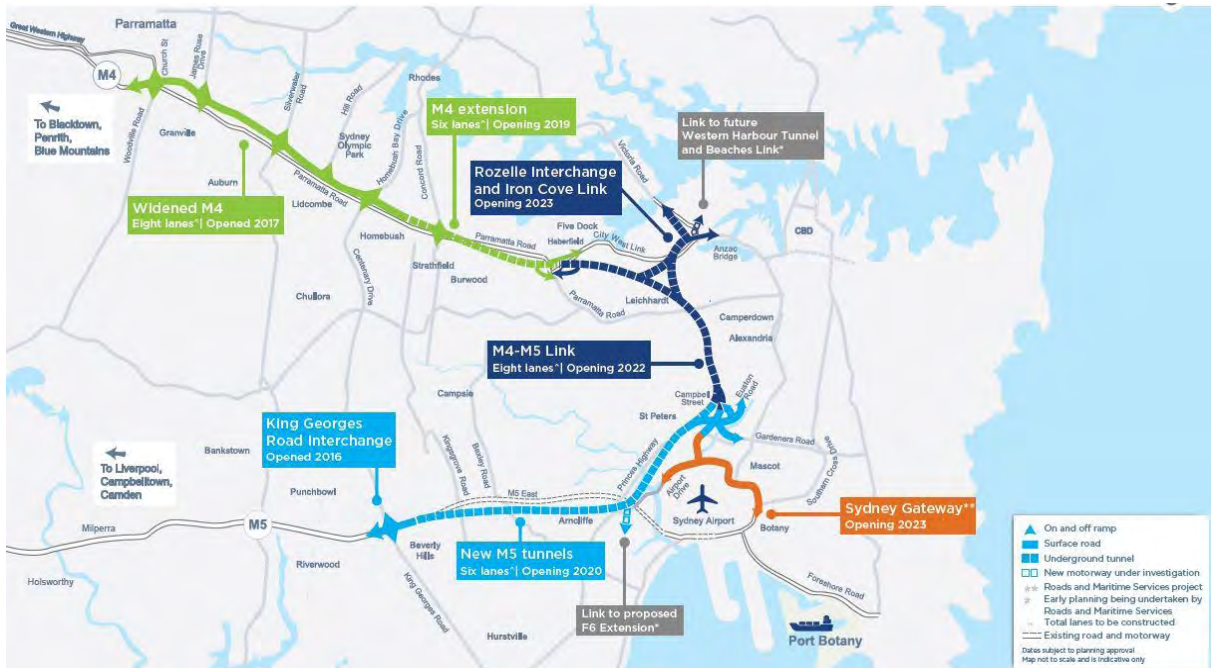 Parramatta
Great Western Highway
Church St
James Ruse
Drive
M4
Silverwater
Road
Hill Road
Rhodes
To Blacktown,
Penrith,
Blue Mountains
Woodville Road
Granville
Sydney
Olympic
Park
Homebush Bay Drive
M4 extension
Six lanes^| Opening 2019
Concord Road
Victoria Road
Link to future
Western Harbour Tunnel
and Beaches Link*
Auburn
Parramatta Road
Rozelle Interchange
and Iron Cove Link
Opening 2023
Widened M4
Eight lanes^| Opened 2017
Lidcombe
Homebush
Five Dock
Haberfield
City West Link
Parramatta Road
Anzac
Bridge
CBD
Strathfield
Burwood
Centenary Drive
Chullora
Parramatta Road
Leichhardt
Camperdown
Alexandria
M4-M5 Link
Eight lanes^| Opening 2022
Campsie
Campbell
Street
Euston
Road
St Peters
King Georges
Road Interchange
Opened 2016
Gardeners Road
Bankstown
To Liverpool,
Campbelltown,
Camden
Kingsgrove Road
Bexley Road
Princes Highway
Mascot
Southern Cross Drive
Airport
Drive
Punchbowl
M5 East
M5
Milperra
Arncliffe
Sydney Airport
Botany
Sydney Gateway**
Opening 2023
Beverly
Hills
New M5 tunnels
Six lanes^| Opening 2020
Riverwood
Holsworthy
King Georges Road
Foreshore Road
Link to proposed
F6 Extension*
Hurstville
Port Botany
On and off ramp
Surface road
Underground tunnel
New motorway under investigation
** Roads and Maritime Services project
* Early planning being undertaken by
Roads and Maritime Services
Total lanes to be constructed
Existing road and motorway
Dates subject to planning approval
Map not to scale and is indicative only